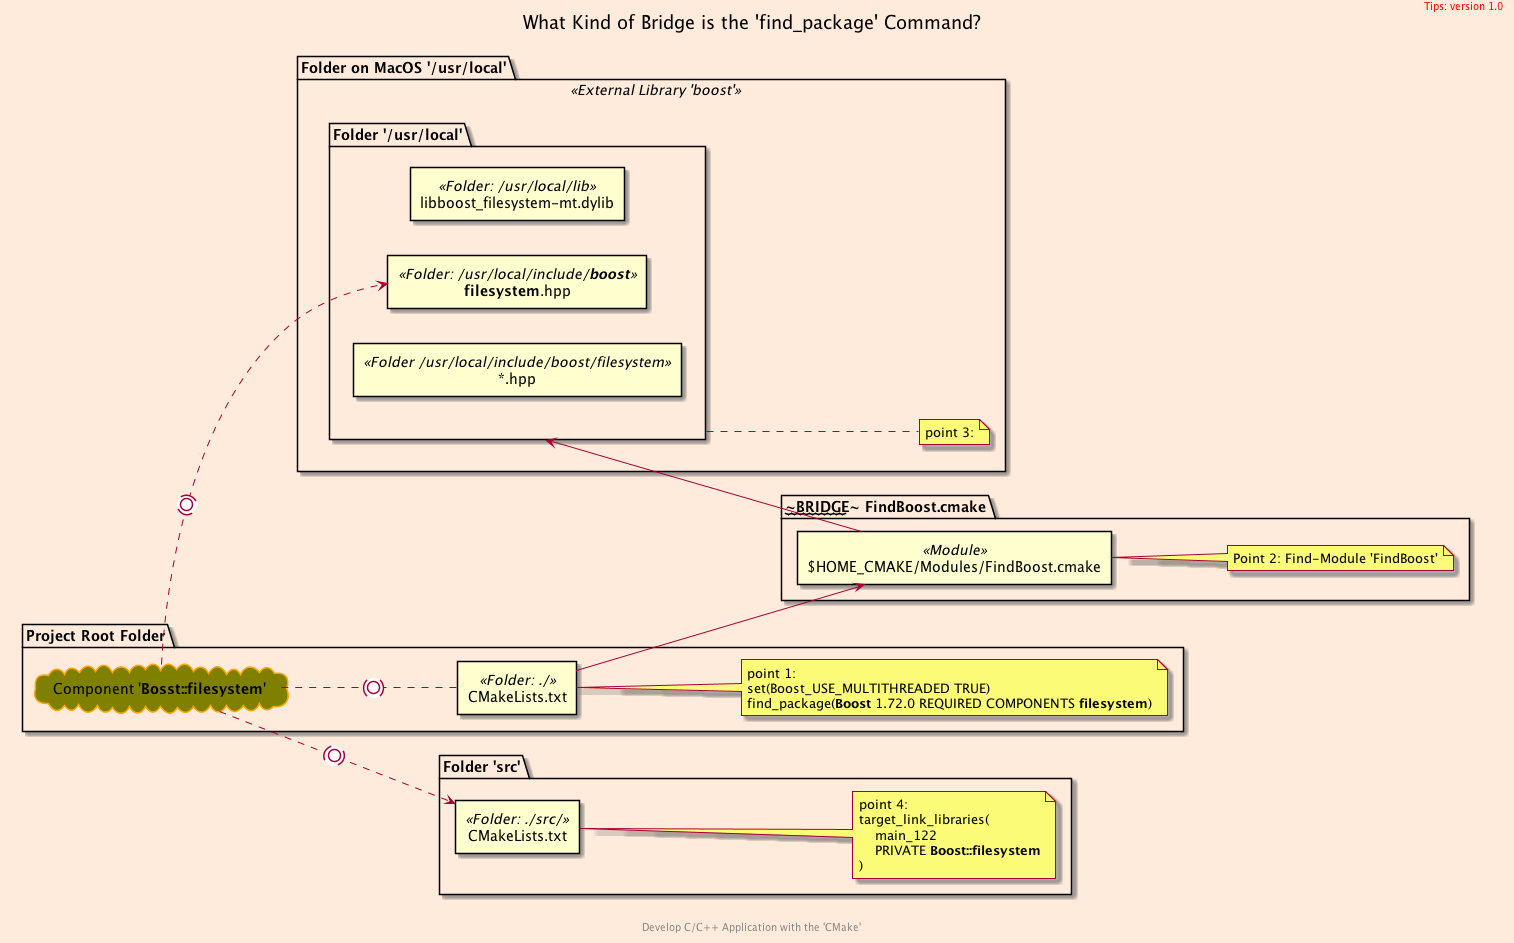 Tips: version 1.0
What Kind of Bridge is the 'find_package' Command?
Folder on MacOS '/usr/local'
«External Library 'boost'»
Folder '/usr/local'
«Folder: /usr/local/lib»
libboost_filesystem-mt.dylib
«Folder: /usr/local/include/boost»
filesystem.hpp
«Folder /usr/local/include/boost/filesystem»
*.hpp
point 3:
~BRIDGE~ FindBoost.cmake
«Module»
$HOME_CMAKE/Modules/FindBoost.cmake
Point 2: Find-Module 'FindBoost'
Project Root Folder
Component 'Bosst::filesystem'
«Folder: ./»
CMakeLists.txt
point 1:
set(Boost_USE_MULTITHREADED TRUE)
find_package(Boost 1.72.0 REQUIRED COMPONENTS filesystem)
Folder 'src'
«Folder: ./src/»
CMakeLists.txt
point 4:
target_link_libraries(
main_122
PRIVATE Boost::filesystem
)
Develop C/C++ Application with the 'CMake'